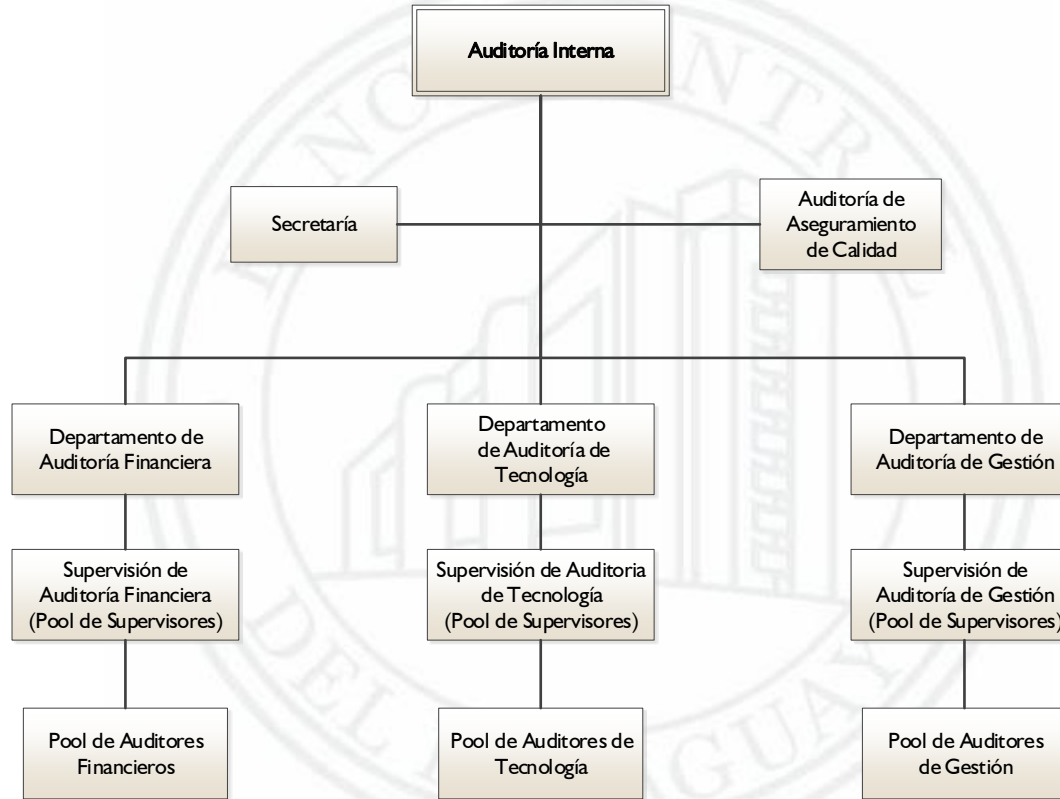 Auditoría Interna
Secretaría
Auditoría de
Aseguramiento
de Calidad
Departamento de
Auditoría Financiera
Departamento
de Auditoría de
Tecnología
Departamento de
Auditoría de Gestión
Supervisión de
Auditoría Financiera
(Pool de Supervisores)
Supervisión de Auditoria
de Tecnología
(Pool de Supervisores)
Supervisión de
Auditoría de Gestión
(Pool de Supervisores)
Pool de Auditores
Financieros
Pool de Auditores de
Tecnología
Pool de Auditores
de Gestión
DEL